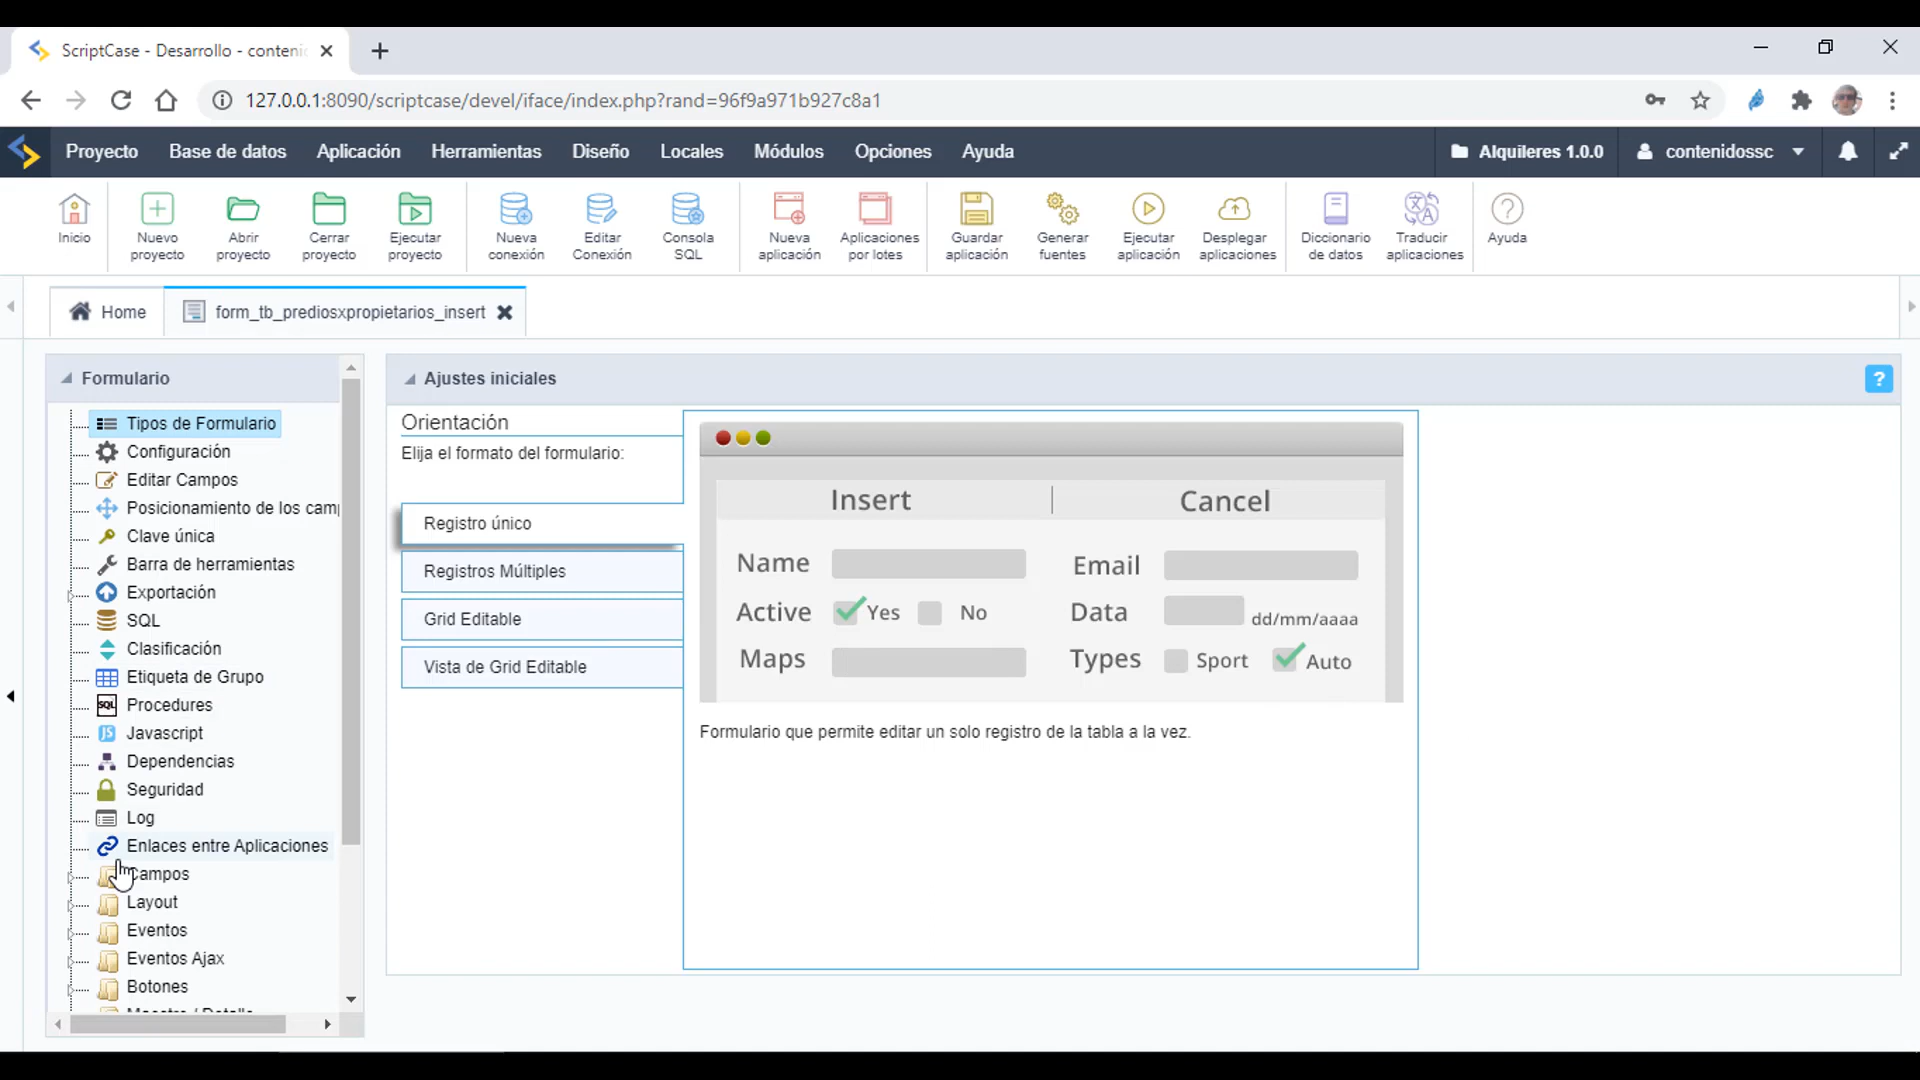 ScriptCase - Desarrollo - conteni
127.0.0.1:8090/scriptcase/devel/iface/index.php?rand=96f9a971b927c8a1
Proyecto Base de datos Aplicación Herramientas Diseño Locales Módulos Opciones Ayuda Alquileres 1.0.0 contenidossc
Inicio
Nuevo proyecto
Abrir proyecto
Cerrar proyecto
Ejecutar proyecto
Nueva conexión
Editar Conexión
Consola SQL
Nueva aplicación
Aplicaciones por lotes
Guardar aplicación
Generar fuentes
Ejecutar aplicación
Desplegar aplicaciones
Diccionario de datos
Traducir aplicaciones
Ayuda
Home form_tb_prediosxpropietarios_insert
Formulario
Tipos de Formulario
Configuración
Editar Campos
Posicionamiento de los cam
Clave única
Barra de herramientas
Exportación
SQL
Clasificación
Etiqueta de Grupo
SQL Procedures
JS Javascript
Dependencias
Seguridad
Log
Enlaces entre Aplicaciones
Campos
Layout
Eventos
Eventos Ajax
Botones
Ajustes iniciales ?
Orientación
Elija el formato del formulario:
Registro único
Registros Múltiples
Grid Editable
Vista de Grid Editable
Insert | Cancel
Name Email
Active Yes No Data dd/mm/aaaa
Maps Types Sport Auto
Formulario que permite editar un solo registro de la tabla a la vez.